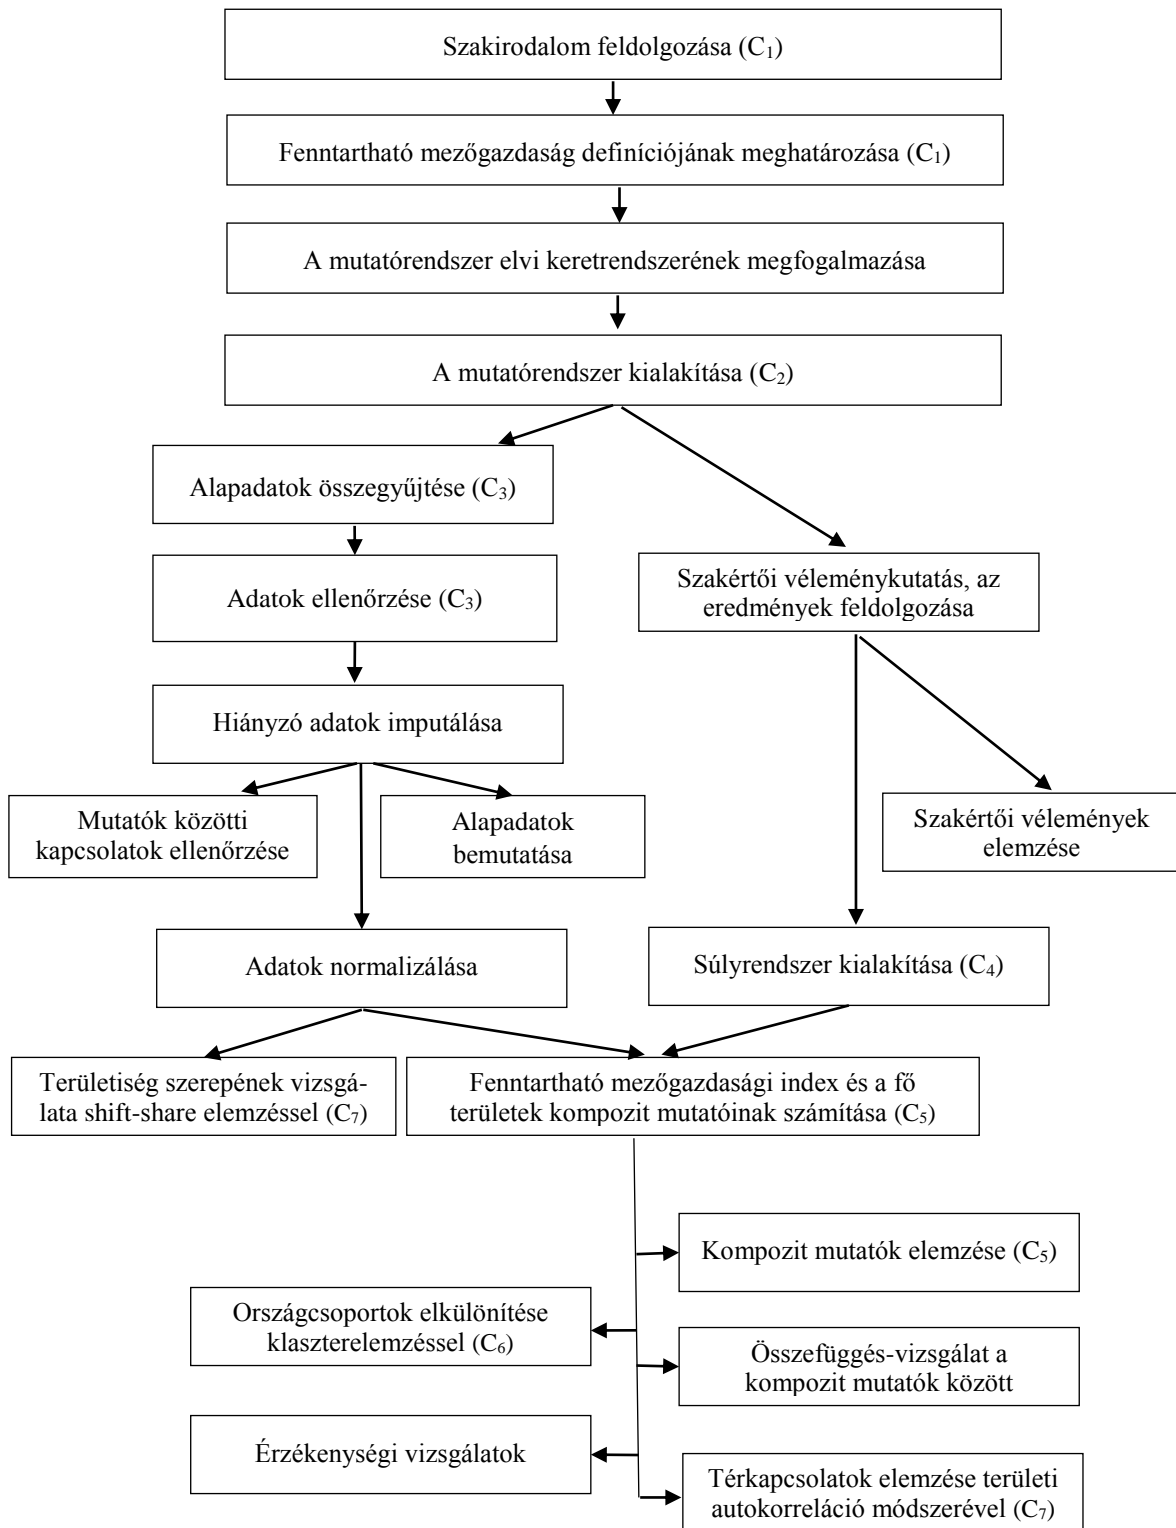 Szakirodalom feldolgozása (C₁)
Fenntartható mezőgazdaság definíciójának meghatározása (C₁)
A mutatórendszer elvi keretrendszerének megfogalmazása
A mutatórendszer kialakítása (C₂)
Alapadatok összegyűjtése (C₃)
Adatok ellenőrzése (C₃)
Szakértői véleménykutatás, az
eredmények feldolgozása
Hiányzó adatok imputálása
Mutatók közötti
kapcsolatok ellenőrzése
Alapadatok
bemutatása
Szakértői vélemények
elemzése
Adatok normalizálása
Súlyrendszer kialakítása (C₄)
Területiség szerepének vizsgá-
lata shift-share elemzéssel (C₇)
Fenntartható mezőgazdasági index és a fő
területek kompozit mutatóinak számítása (C₅)
Kompozit mutatók elemzése (C₅)
Országcsoportok elkülönítése
klaszterelemzéssel (C₆)
Összefüggés-vizsgálat a
kompozit mutatók között
Érzékenységi vizsgálatok
Térkapcsolatok elemzése területi
autokorreláció módszerével (C₇)